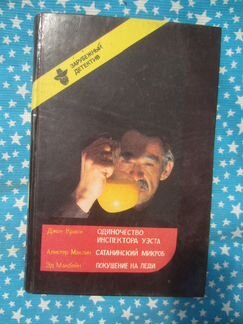 ЗАРУБЕЖНЫЙ
ДЕТЕКТИВ
Джон Кризи ОДИНОЧЕСТВО
ИНСПЕКТОРА УЭСТА
Алистер Маклин САТАНИНСКИЙ МИКРОБ
Эд Макбейн ПОКУШЕНИЕ НА ЛЕДИ